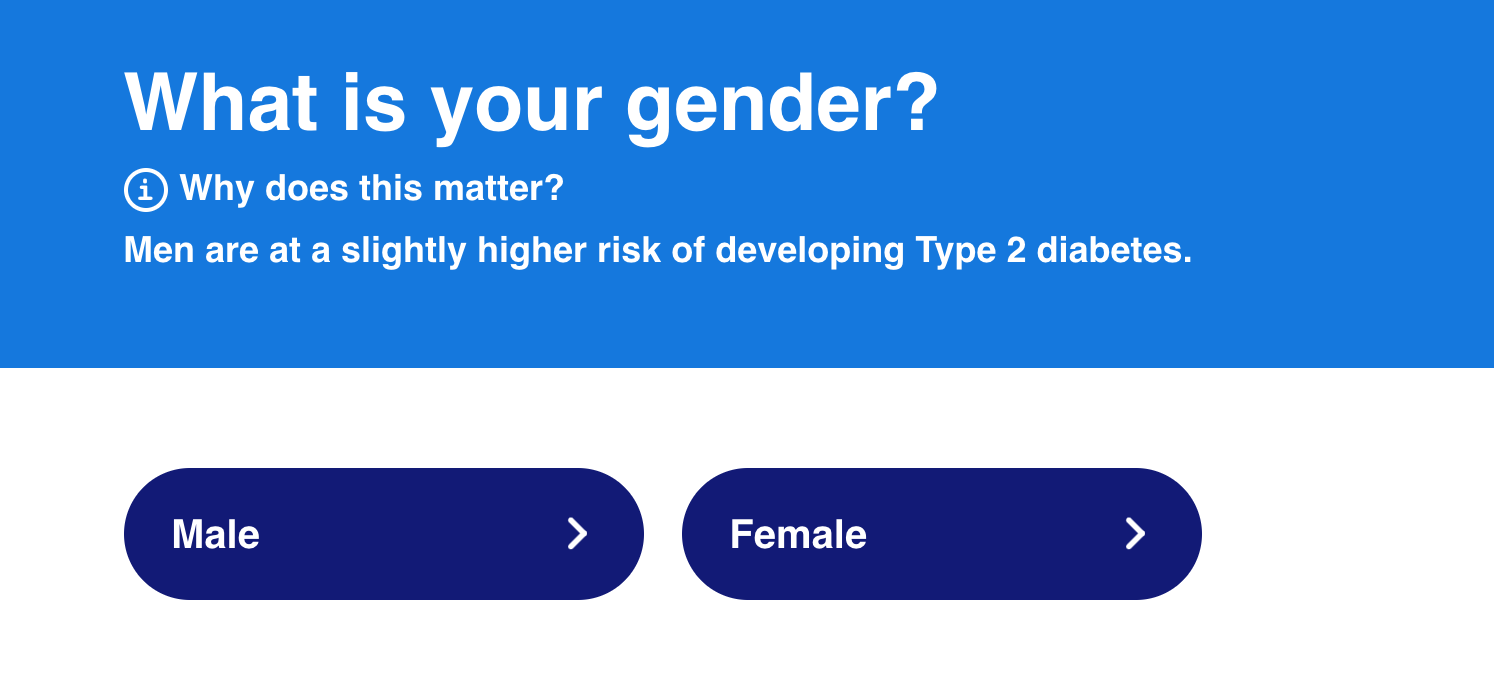 What is your gender?
Why does this matter?
Men are at a slightly higher risk of developing Type 2 diabetes.
Male
Female